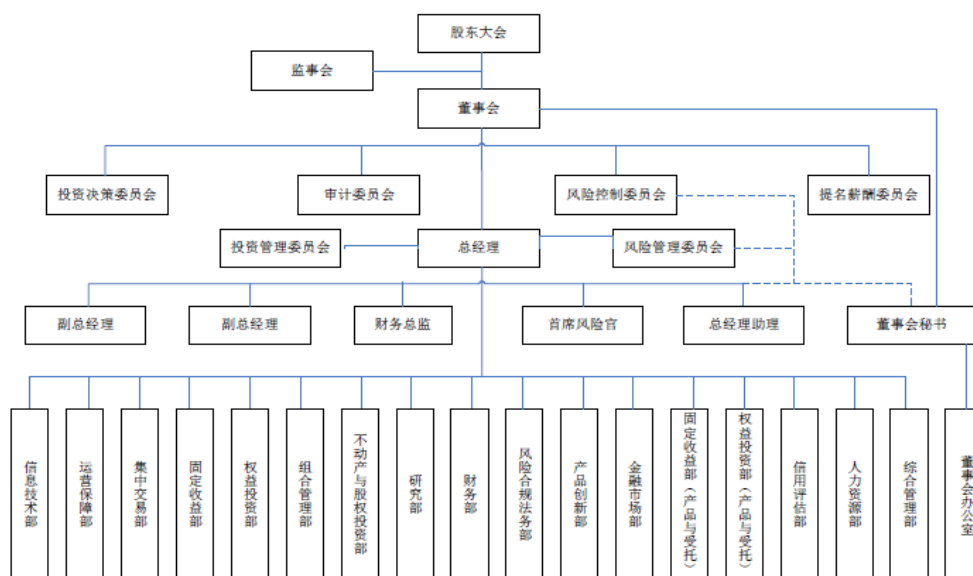 股东大会
监事会
董事会
投资决策委员会
审计委员会
风险控制委员会
提名薪酬委员会
投资管理委员会
总经理
风险管理委员会
副总经理
副总经理
财务总监
首席风险官
总经理助理
董事会秘书
信息技术部
运营保障部
集中交易部
固定收益部
权益投资部
组合管理部
不动产与股权投资部
研究部
财务部
风险合规法务部
产品创新部
金融市场部
固定收益部（产品与受托）
权益投资部（产品与受托）
信用评估部
人力资源部
综合管理部
董事会办公室